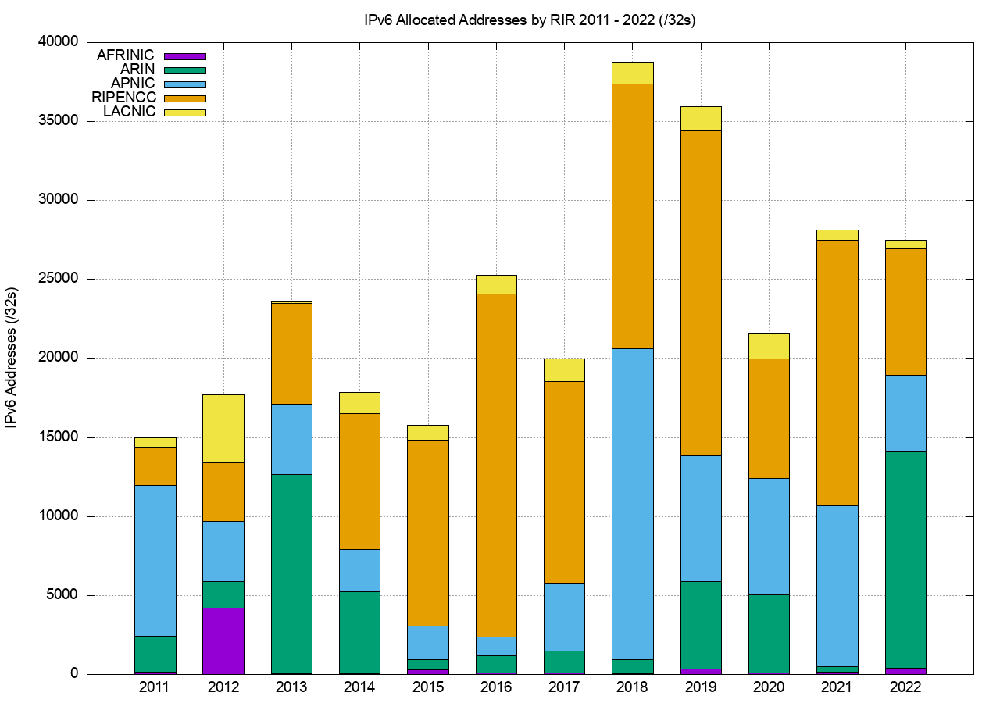 IPv6 Allocated Addresses by RIR 2011 - 2022 (/32s)
40000
35000
30000
25000
20000
15000
10000
5000
0
IPv6 Addresses (/32s)
AFRINIC
ARIN
APNIC
RIPENCC
LACNIC
2011 2012 2013 2014 2015 2016 2017 2018 2019 2020 2021 2022